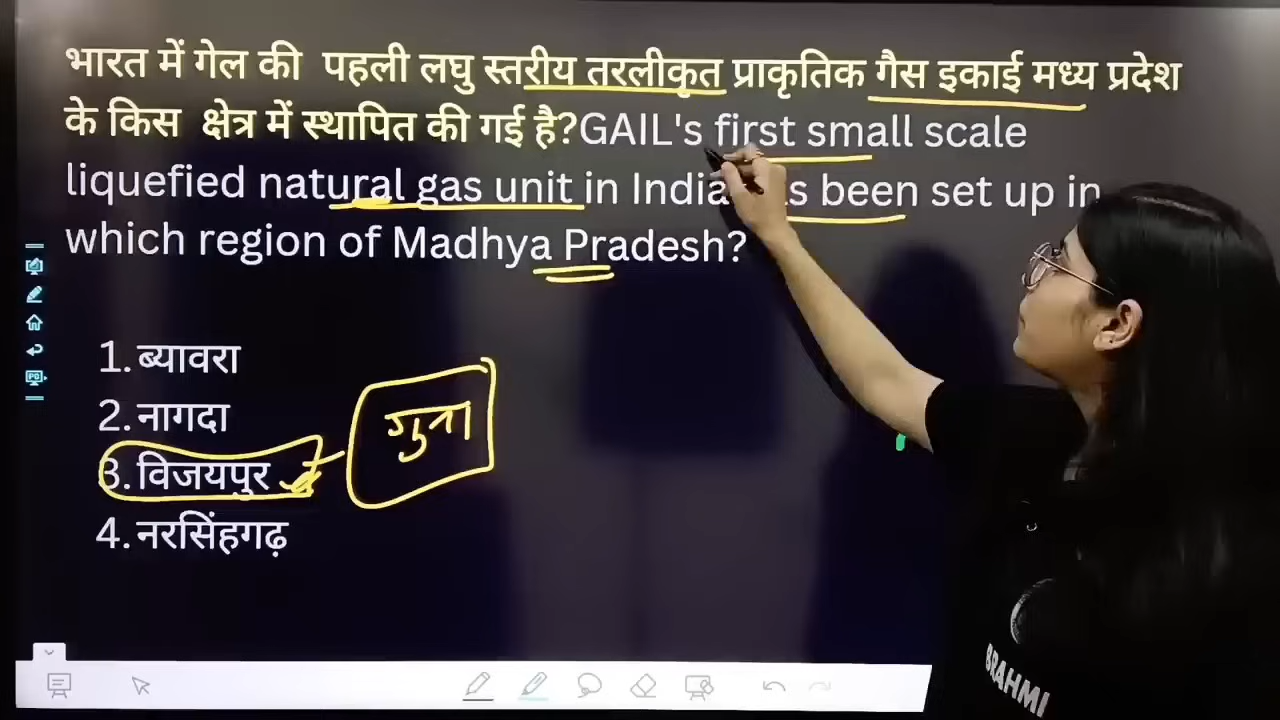 भारत में गेल की पहली लघु स्तरीय तरलीकृत प्राकृतिक गैस इकाई मध्य प्रदेश
के किस क्षेत्र में स्थापित की गई है?GAIL's first small scale
liquefied natural gas unit in India been set up in
which region of Madhya Pradesh?
1. ब्यावरा
2. नागदा
3. विजयपुर
गुना
4. नरसिंहगढ़
BRAHMI